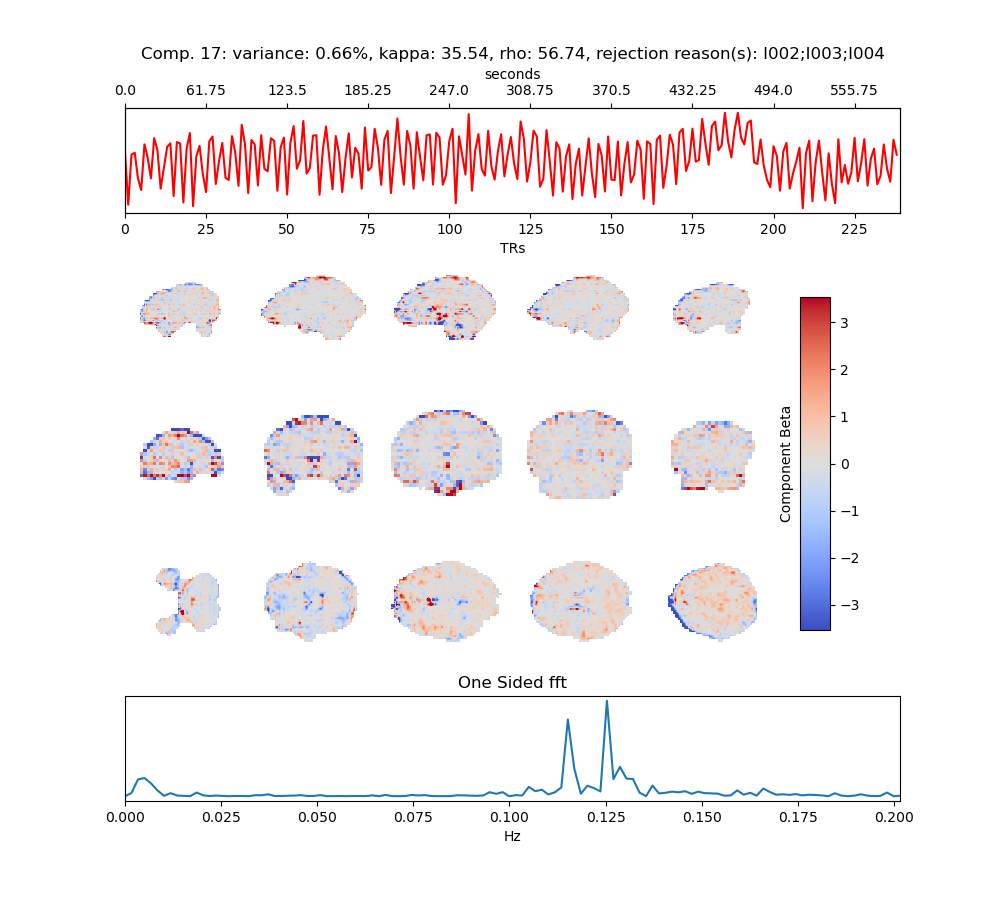 Comp. 17: variance: 0.66%, kappa: 35.54, rho: 56.74, rejection reason(s): I002;I003;I004
seconds
0.0 61.75 123.5 185.25 247.0 308.75 370.5 432.25 494.0 555.75
0 25 50 75 100 125 150 175 200 225
TRs
3
2
1
0
−1
−2
−3
Component Beta
One Sided fft
0.000 0.025 0.050 0.075 0.100 0.125 0.150 0.175 0.200
Hz